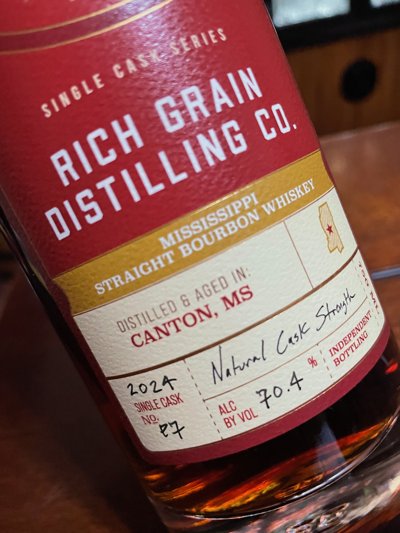 SINGLE CASK SERIES
RICH GRAIN
DISTILLING CO.
MISSISSIPPI
STRAIGHT BOURBON WHISKEY
DISTILLED & AGED IN:
CANTON, MS
2024
SINGLE CASK
NO.
P7
Natural Cask Strength
ALC
BY VOL
70.4 %
INDEPENDENT
BOTTLING